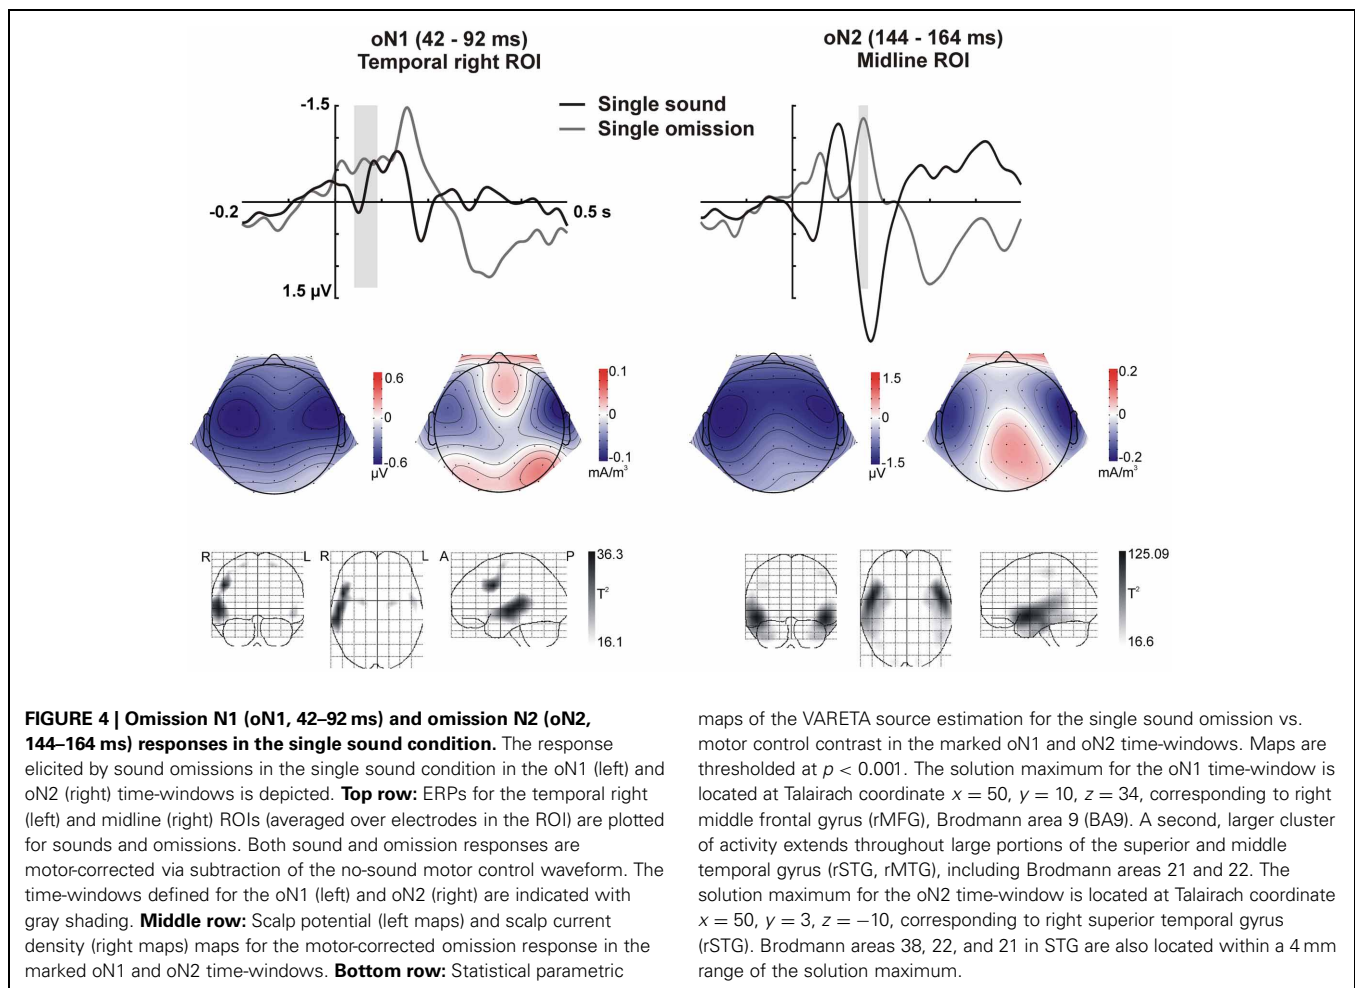 oN1 (42 - 92 ms)
Temporal right ROI
oN2 (144 - 164 ms)
Midline ROI
-1.5
Single sound
Single omission
-0.2
0.5 s
1.5 µV
0.6
0
-0.6
µV
0.1
0
-0.1
mA/m³
1.5
0
-1.5
µV
0.2
0
-0.2
mA/m³
R L R L A P
36.3
T²
16.1
125.09
T²
16.6
FIGURE 4 | Omission N1 (oN1, 42–92 ms) and omission N2 (oN2,
144–164 ms) responses in the single sound condition. The response
elicited by sound omissions in the single sound condition in the oN1 (left) and
oN2 (right) time-windows is depicted. Top row: ERPs for the temporal right
(left) and midline (right) ROIs (averaged over electrodes in the ROI) are plotted
for sounds and omissions. Both sound and omission responses are
motor-corrected via subtraction of the no-sound motor control waveform. The
time-windows defined for the oN1 (left) and oN2 (right) are indicated with
gray shading. Middle row: Scalp potential (left maps) and scalp current
density (right maps) maps for the motor-corrected omission response in the
marked oN1 and oN2 time-windows. Bottom row: Statistical parametric
maps of the VARETA source estimation for the single sound omission vs.
motor control contrast in the marked oN1 and oN2 time-windows. Maps are
thresholded at p < 0.001. The solution maximum for the oN1 time-window is
located at Talairach coordinate x = 50, y = 10, z = 34, corresponding to right
middle frontal gyrus (rMFG), Brodmann area 9 (BA9). A second, larger cluster
of activity extends throughout large portions of the superior and middle
temporal gyrus (rSTG, rMTG), including Brodmann areas 21 and 22. The
solution maximum for the oN2 time-window is located at Talairach coordinate
x = 50, y = 3, z = −10, corresponding to right superior temporal gyrus
(rSTG). Brodmann areas 38, 22, and 21 in STG are also located within a 4 mm
range of the solution maximum.